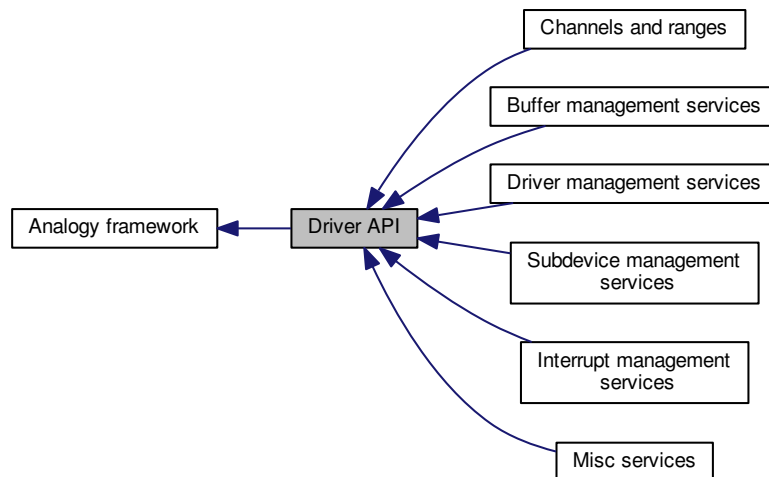 Channels and ranges
Buffer management services
Driver management services
Analogy framework
Driver API
Subdevice management
services
Interrupt management
services
Misc services